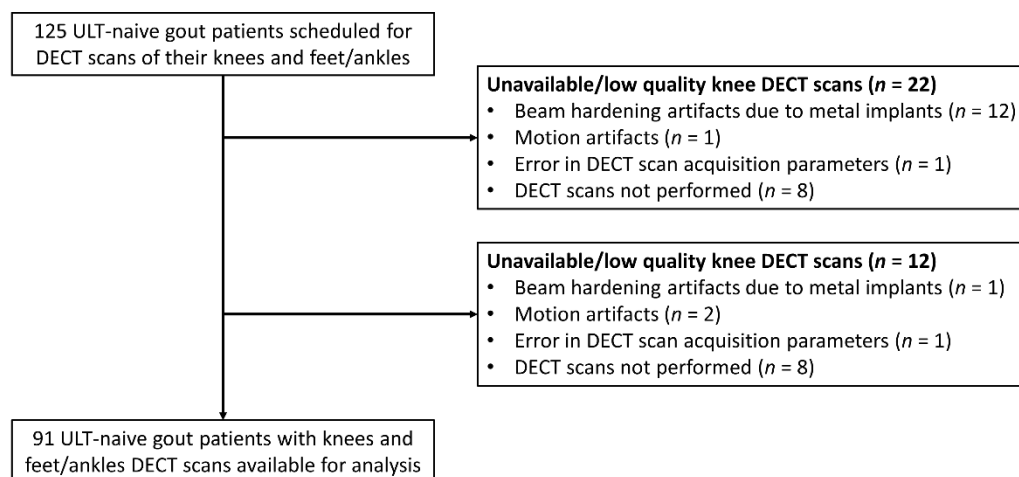 125 ULT-naive gout patients scheduled for
DECT scans of their knees and feet/ankles
Unavailable/low quality knee DECT scans (n = 22)
• Beam hardening artifacts due to metal implants (n = 12)
• Motion artifacts (n = 1)
• Error in DECT scan acquisition parameters (n = 1)
• DECT scans not performed (n = 8)
Unavailable/low quality knee DECT scans (n = 12)
• Beam hardening artifacts due to metal implants (n = 1)
• Motion artifacts (n = 2)
• Error in DECT scan acquisition parameters (n = 1)
• DECT scans not performed (n = 8)
91 ULT-naive gout patients with knees and
feet/ankles DECT scans available for analysis